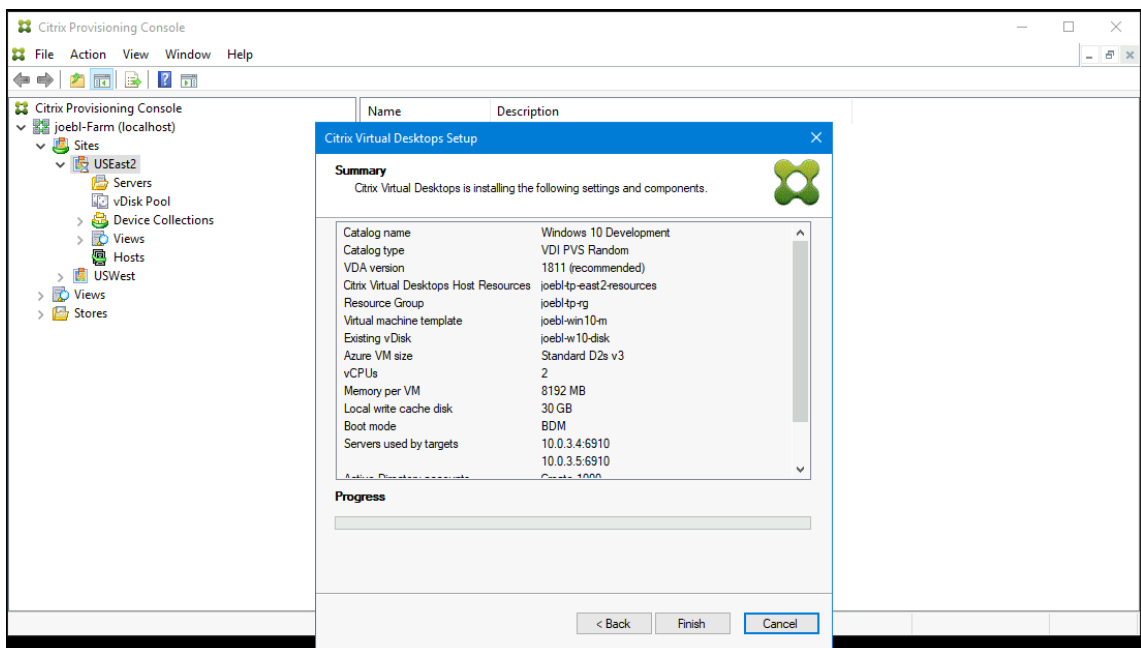 Citrix Provisioning Console
File Action View Window Help
Citrix Provisioning Console
joebl-Farm (localhost)
Sites
USEast2
Servers
vDisk Pool
Device Collections
Views
Hosts
USWest
Views
Stores
Name Description
Citrix Virtual Desktops Setup
Summary
Citrix Virtual Desktops is installing the following settings and components.
Catalog name Windows 10 Development
Catalog type VDI PVS Random
VDA version 1811 (recommended)
Citrix Virtual Desktops Host Resources joebl-tp-east2-resources
Resource Group joebl-tp-rg
Virtual machine template joebl-win10-m
Existing vDisk joebl-w10-disk
Azure VM size Standard D2s v3
vCPUs 2
Memory per VM 8192 MB
Local write cache disk 30 GB
Boot mode BDM
Servers used by targets 10.0.3.4:6910
10.0.3.5:6910
Active Directory accounts Create 1000
Progress
< Back Finish Cancel